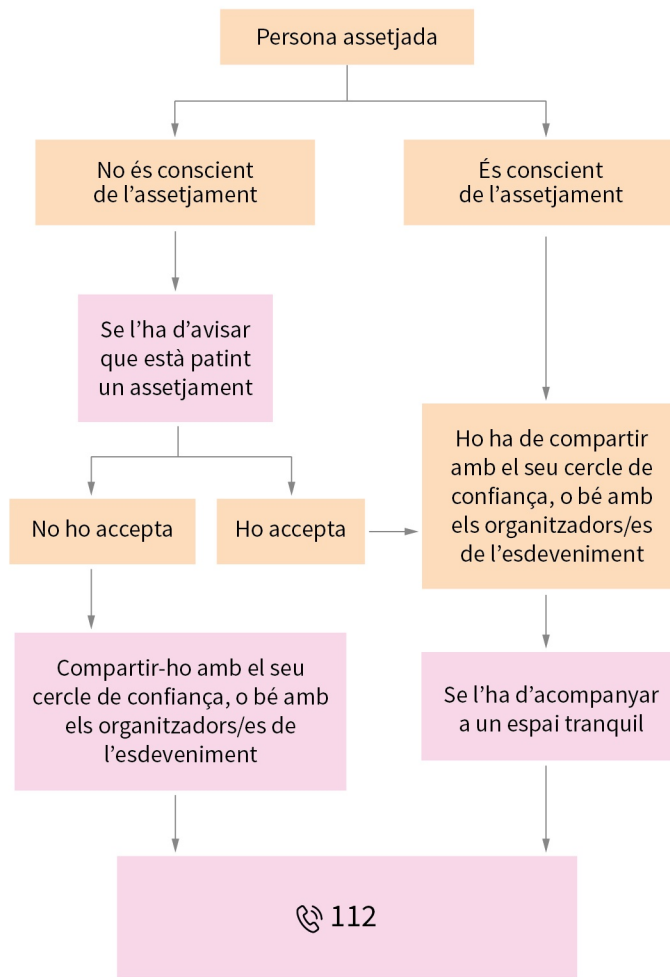 Persona assetjada
No és conscient
de l’assetjament
És conscient
de l’assetjament
Se l’ha d’avisar
que està patint
un assetjament
No ho accepta
Ho accepta
Ho ha de compartir
amb el seu cercle de
confiança, o bé amb
els organitzadors/es
de l’esdeveniment
Compartir-ho amb el seu
cercle de confiança, o bé amb
els organitzadors/es de
l’esdeveniment
Se l’ha d’acompanyar
a un espai tranquil
112